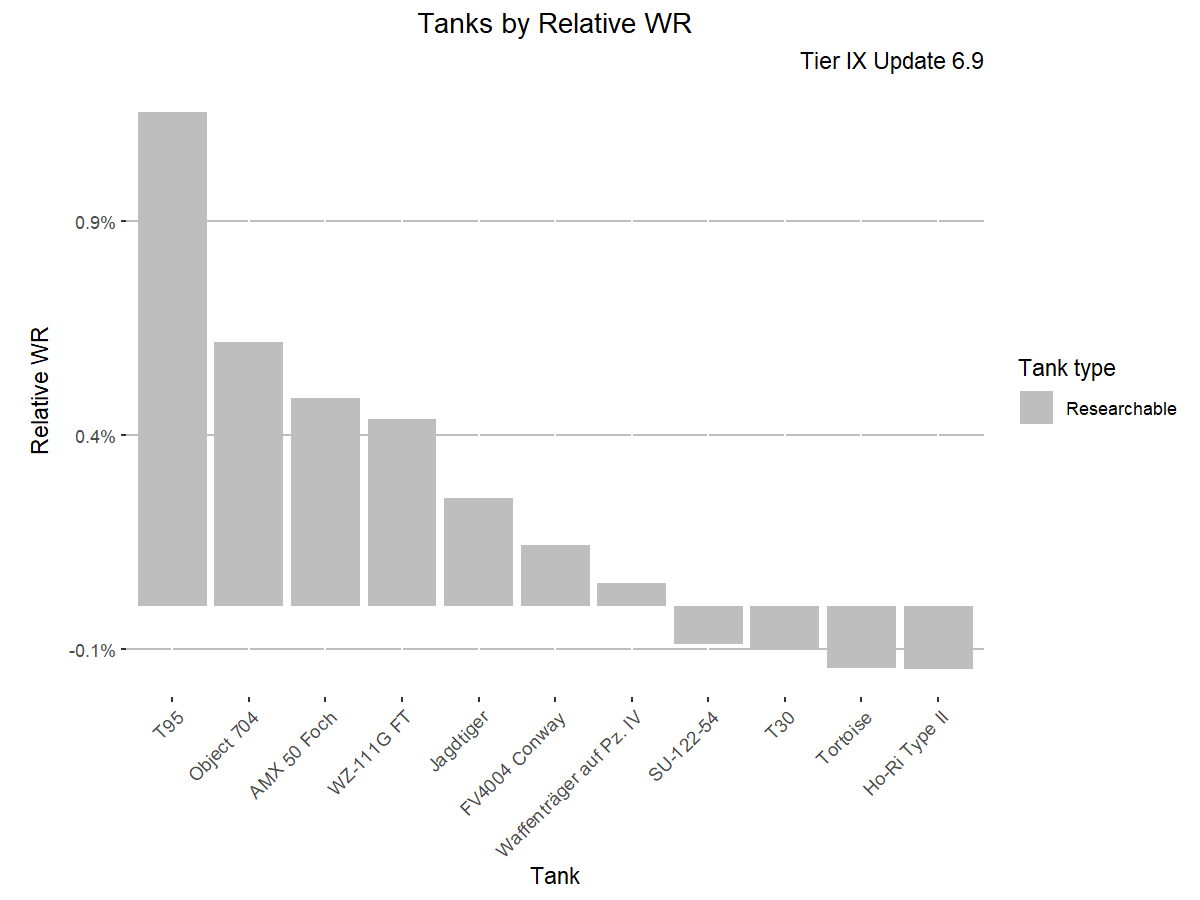 Tanks by Relative WR
Tier IX Update 6.9
0.9%
0.4%
-0.1%
Relative WR
T95
Object 704
AMX 50 Foch
WZ-111G FT
Jagdtiger
FV4004 Conway
Waffenträger auf Pz. IV
SU-122-54
T30
Tortoise
Ho-Ri Type II
Tank
Tank type
Researchable